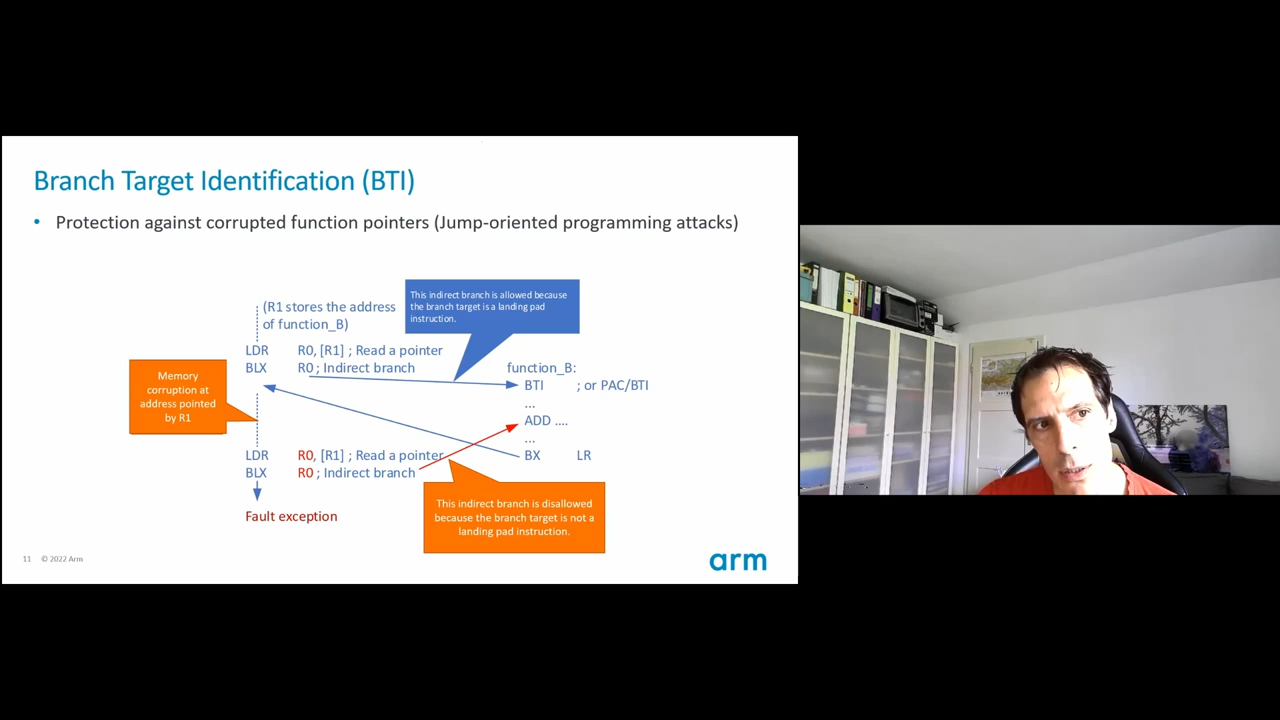 Branch Target Identification (BTI)
• Protection against corrupted function pointers (Jump-oriented programming attacks)
(R1 stores the address
of function_B)
This indirect branch is allowed because
the branch target is a landing pad
instruction.
LDR R0, [R1] ; Read a pointer
BLX R0 ; Indirect branch
function_B:
BTI ; or PAC/BTI
...
ADD ....
...
BX LR
Memory
corruption at
address pointed
by R1
LDR R0, [R1] ; Read a pointer
BLX R0 ; Indirect branch
Fault exception
This indirect branch is disallowed
because the branch target is not a
landing pad instruction.
11 © 2022 Arm
arm